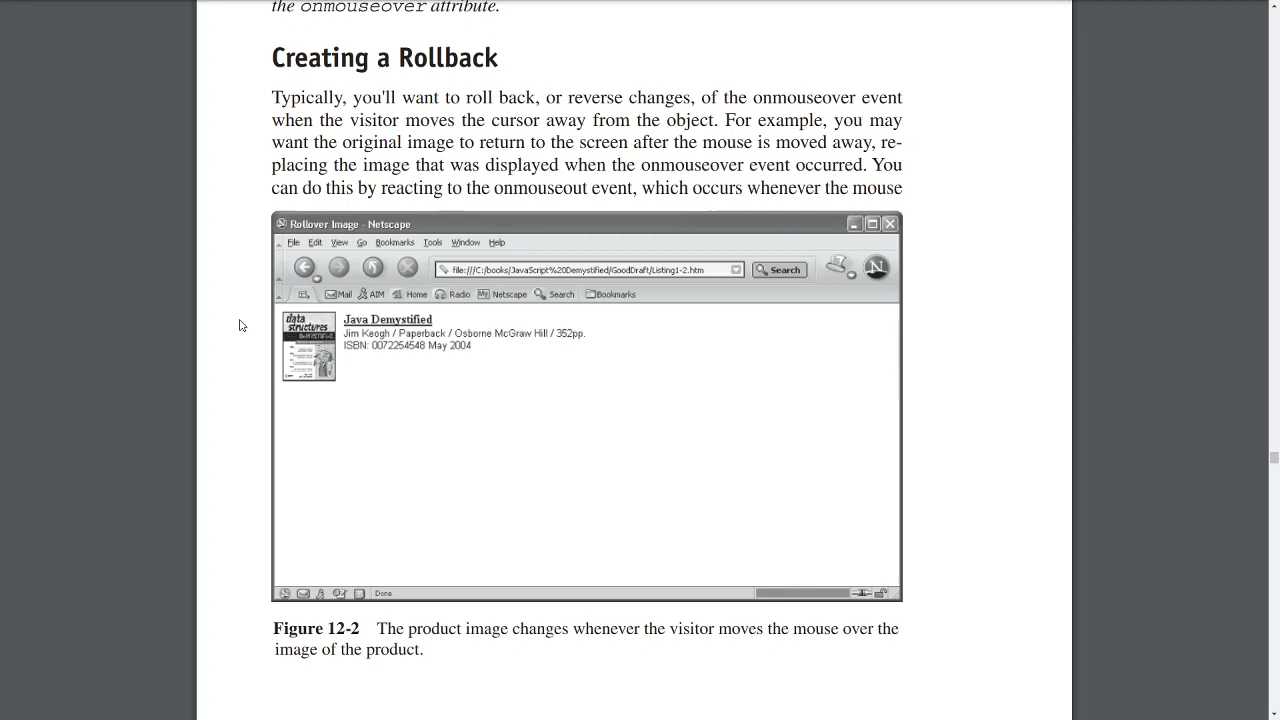 the onmouseover attribute.
Creating a Rollback
Typically, you'll want to roll back, or reverse changes, of the onmouseover event
when the visitor moves the cursor away from the object. For example, you may
want the original image to return to the screen after the mouse is moved away, re-
placing the image that was displayed when the onmouseover event occurred. You
can do this by reacting to the onmouseout event, which occurs whenever the mouse
Rollover Image - Netscape
File Edit View Go Bookmarks Tools Window Help
file:///C:/books/JavaScript%20Demystified/GoodDraft/Listing1-2.htm Search
Mail AIM Home Radio My Netscape Search Bookmarks
data
structures
DeMYSTiFieD
Java Demystified
Jim Keogh / Paperback / Osborne McGraw Hill / 352pp.
ISBN: 0072254548 May 2004
Done
Figure 12-2 The product image changes whenever the visitor moves the mouse over the
image of the product.